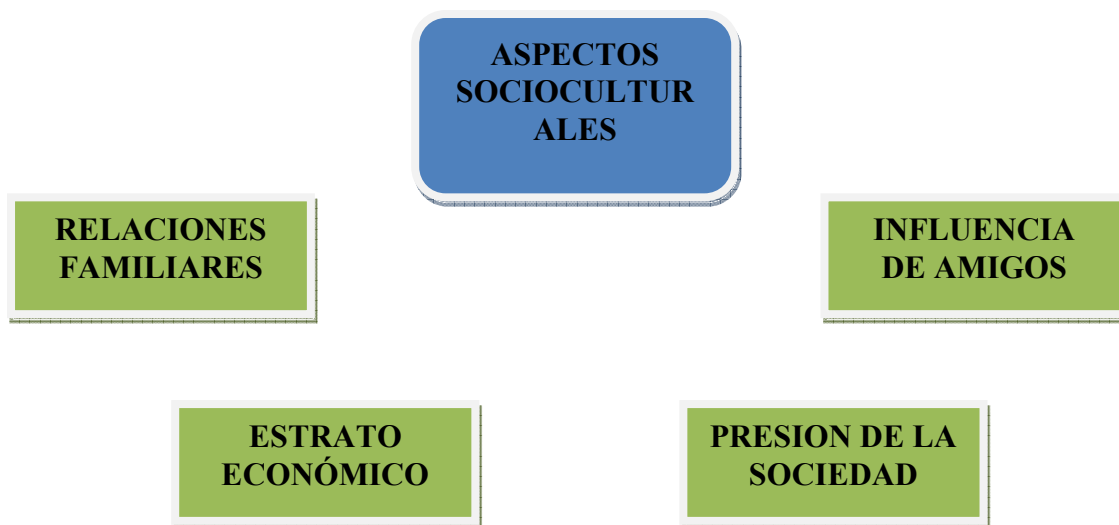 ASPECTOS
SOCIOCULTUR
ALES
RELACIONES
FAMILIARES
INFLUENCIA
DE AMIGOS
ESTRATO
ECONÓMICO
PRESION DE LA
SOCIEDAD